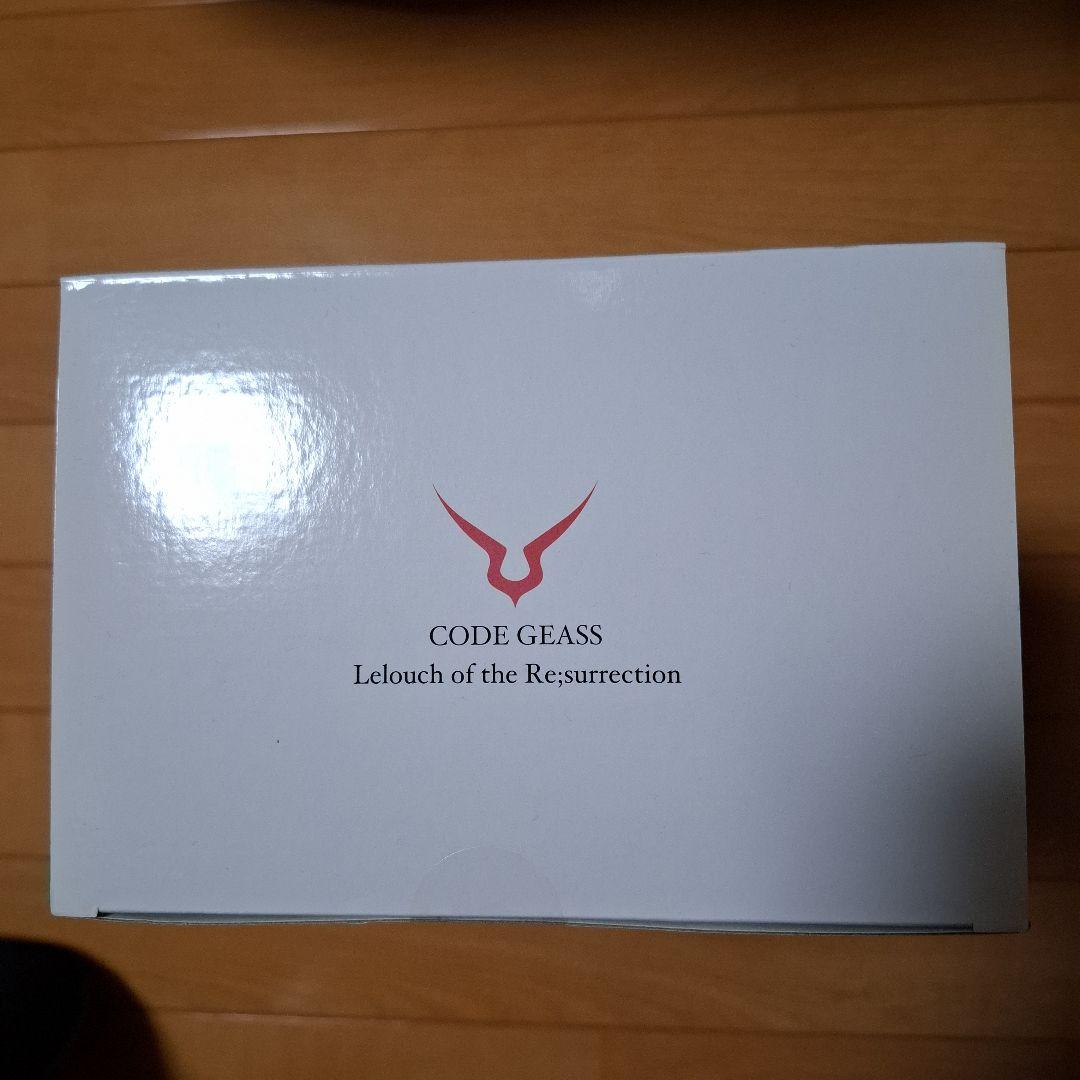 CODE GEASS
Lelouch of the Re;surrection